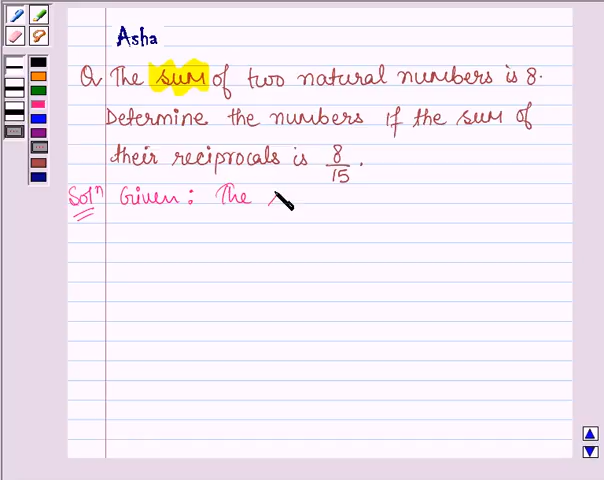 Asha
Q The sum of two natural numbers is 8.
Determine the numbers if the sum of
their reciprocals is 8/15.
Solⁿ Given: The